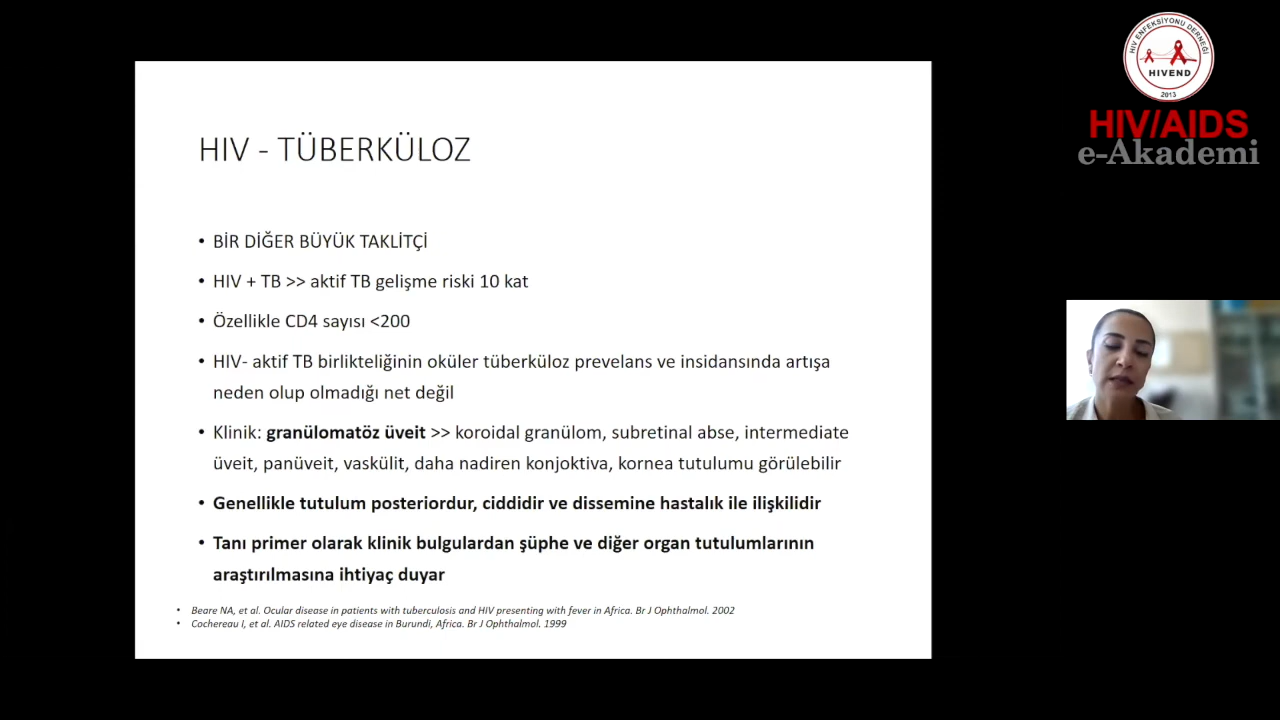 HIV - TÜBERKÜLOZ
• BİR DİĞER BÜYÜK TAKLİTÇİ
• HIV + TB >> aktif TB gelişme riski 10 kat
• Özellikle CD4 sayısı <200
• HIV- aktif TB birlikteliğinin oküler tüberküloz prevelans ve insidansında artışa
neden olup olmadığı net değil
• Klinik: granülomatöz üveit >> koroidal granülom, subretinal abse, intermediate
üveit, panüveit, vaskülit, daha nadiren konjoktiva, kornea tutulumu görülebilir
• Genellikle tutulum posteriordur, ciddidir ve dissemine hastalık ile ilişkilidir
• Tanı primer olarak klinik bulgulardan şüphe ve diğer organ tutulumlarının
araştırılmasına ihtiyaç duyar
• Beare NA, et al. Ocular disease in patients with tuberculosis and HIV presenting with fever in Africa. Br J Ophthalmol. 2002
• Cochereau I, et al. AIDS related eye disease in Burundi, Africa. Br J Ophthalmol. 1999
HIV ENFEKSİYONU DERNEĞİ
HIVEND
2013
HIV/AIDS
e-Akademi